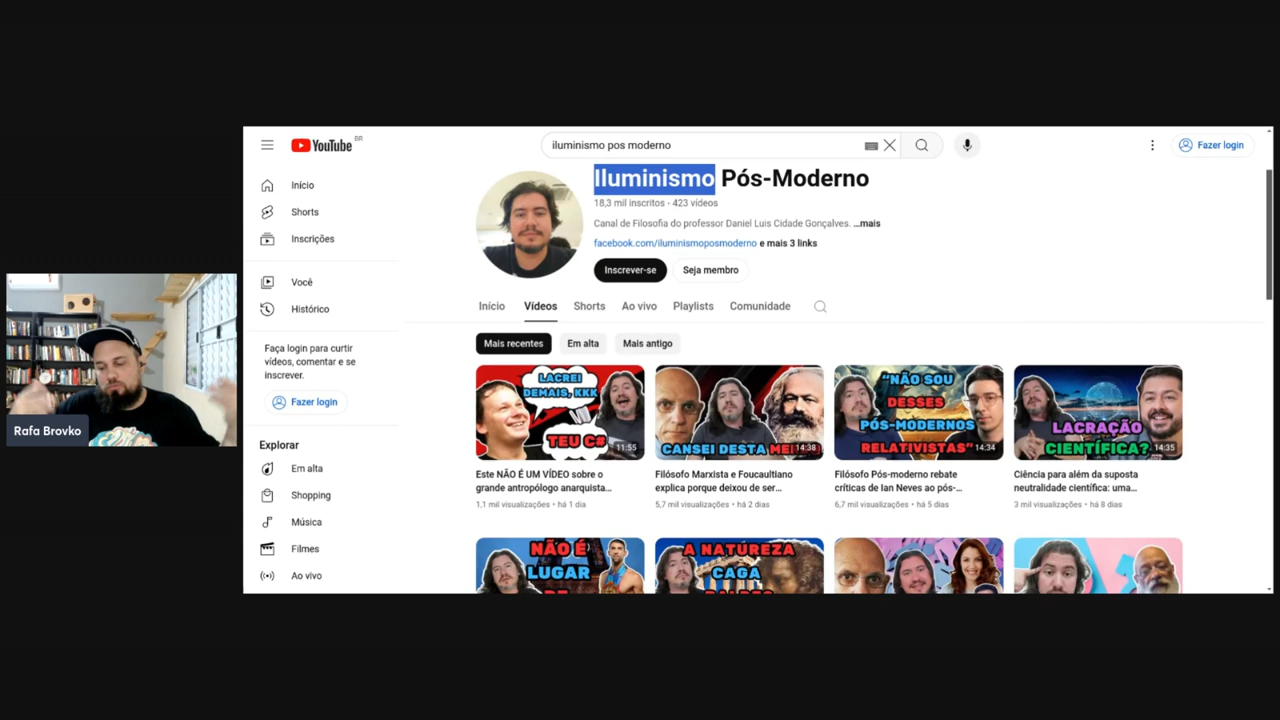 YouTube BR
iluminismo pos moderno
Fazer login
Início
Shorts
Inscrições
Você
Histórico
Faça login para curtir
vídeos, comentar e se
inscrever.
Fazer login
Explorar
Em alta
Shopping
Música
Filmes
Ao vivo
Rafa Brovko
Iluminismo Pós-Moderno
18,3 mil inscritos • 423 vídeos
Canal de Filosofia do professor Daniel Luis Cidade Gonçalves. ...mais
facebook.com/iluminismoposmoderno e mais 3 links
Inscrever-se
Seja membro
Início Vídeos Shorts Ao vivo Playlists Comunidade
Mais recentes Em alta Mais antigo
LACREI
DEMAIS, KKK
TEU C#
11:55
Este NÃO É UM VÍDEO sobre o
grande antropólogo anarquista...
1,1 mil visualizações • há 1 dia
CANSEI DESTA
14:38
Filósofo Marxista e Foucaultiano
explica porque deixou de ser...
5,7 mil visualizações • há 2 dias
"NÃO SOU
DESSES
PÓS-MODERNOS
RELATIVISTAS"
14:34
Filósofo Pós-moderno rebate
críticas de Ian Neves ao pós-...
6,7 mil visualizações • há 5 dias
LACRAÇÃO
CIENTÍFICA?
14:35
Ciência para além da suposta
neutralidade científica: uma...
3 mil visualizações • há 8 dias
NÃO É
LUGAR
A NATUREZA
CAGA